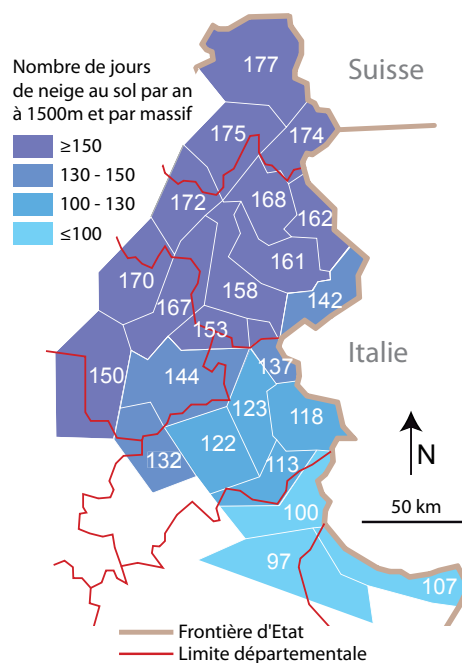 177
Suisse
Nombre de jours
de neige au sol par an
à 1500m et par massif
≥150
130 - 150
100 - 130
≤100
175
174
172
168
162
170
161
167
158
142
153
Italie
150
144
137
123
118
122
132
113
N
100
50 km
97
107
Frontière d'Etat
Limite départementale